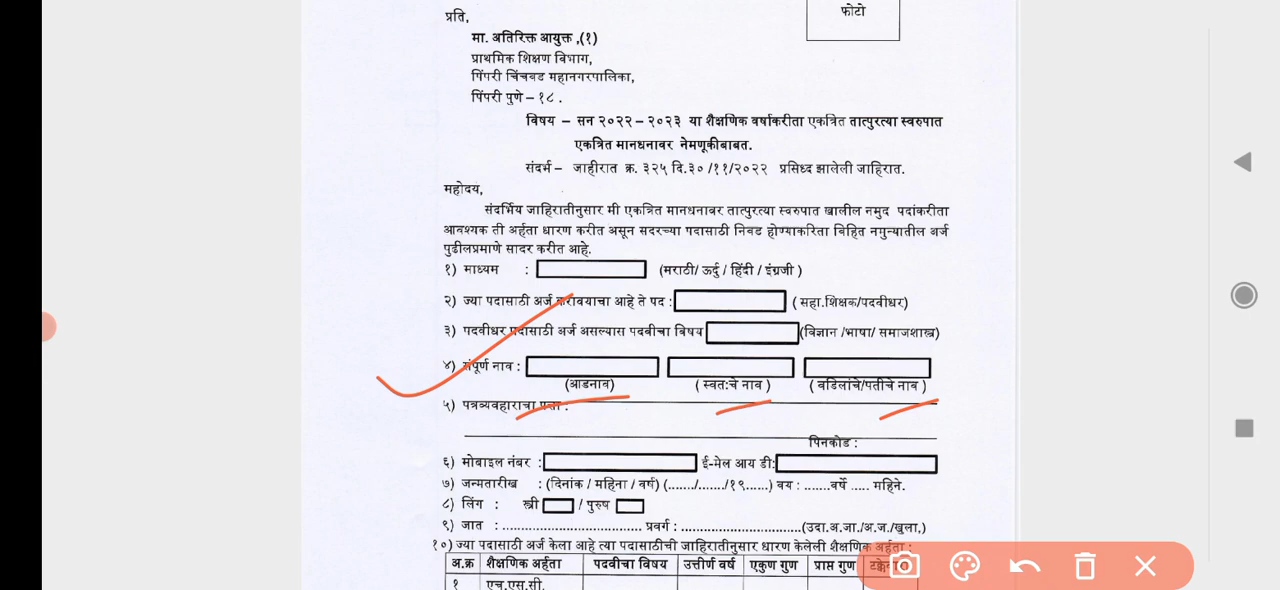 प्रति,
फोटो
मा. अतिरिक्त आयुक्त ,(१)
प्राथमिक शिक्षण विभाग,
पिंपरी चिंचवड महानगरपालिका,
पिंपरी पुणे – १८ .
विषय – सन २०२२ – २०२३ या शैक्षणिक वर्षाकरीता एकत्रित तात्पुरत्या स्वरुपात
एकत्रित मानधनावर नेमणूकीबाबत.
संदर्भ – जाहीरात क्र. ३२५ दि.३० /११/२०२२ प्रसिध्द झालेली जाहिरात.
महोदय,
संदर्भिय जाहिरातीनुसार मी एकत्रित मानधनावर तात्पुरत्या स्वरुपात खालील नमुद पदांकरीता
आवश्यक ती अर्हता धारण करीत असून सदरच्या पदासाठी निवड होण्याकरिता विहित नमुन्यातील अर्ज
पुढीलप्रमाणे सादर करीत आहे.
१) माध्यम : (मराठी/ ऊर्दु / हिंदी / इंग्रजी )
२) ज्या पदासाठी अर्ज करावयाचा आहे ते पद : ( सहा.शिक्षक/पदवीधर)
३) पदवीधर पदासाठी अर्ज असल्यास पदवीचा विषय (विज्ञान /भाषा/ समाजशास्त्र)
४) संपूर्ण नाव :
(आडनाव) ( स्वत:चे नाव ) ( वडिलांचे/पतीचे नाव )
५) पत्रव्यवहाराचा पत्ता :
पिनकोड :
६) मोबाईल नंबर : ई-मेल आय डी:
७) जन्मतारीख : (दिनांक / महिना / वर्ष) (......./......./१९......) वय : .......वर्षे ..... महिने.
८) लिंग : स्त्री / पुरुष
९) जात : ................................ प्रवर्ग : ............................(उदा.अ.जा./अ.ज./खुला,)
१०) ज्या पदासाठी अर्ज केला आहे त्या पदासाठीची जाहिरातीनुसार धारण केलेली शैक्षणिक अर्हता :
अ.क्र शैक्षणिक अर्हता पदवीचा विषय उत्तीर्ण वर्ष एकुण गुण प्राप्त गुण टक्केवारी
१ एच.एस.सी.